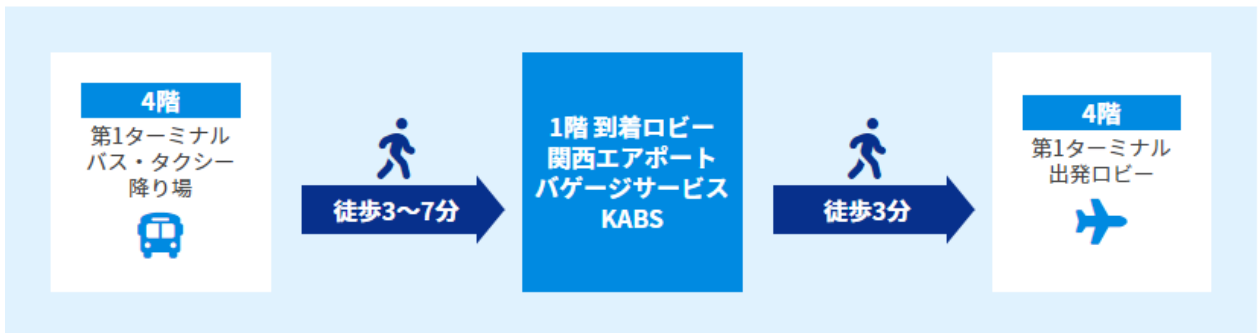 4階
第1ターミナル
バス・タクシー
降り場
徒歩3～7分
1階 到着ロビー
関西エアポート
バゲージサービス
KABS
徒歩3分
4階
第1ターミナル
出発ロビー